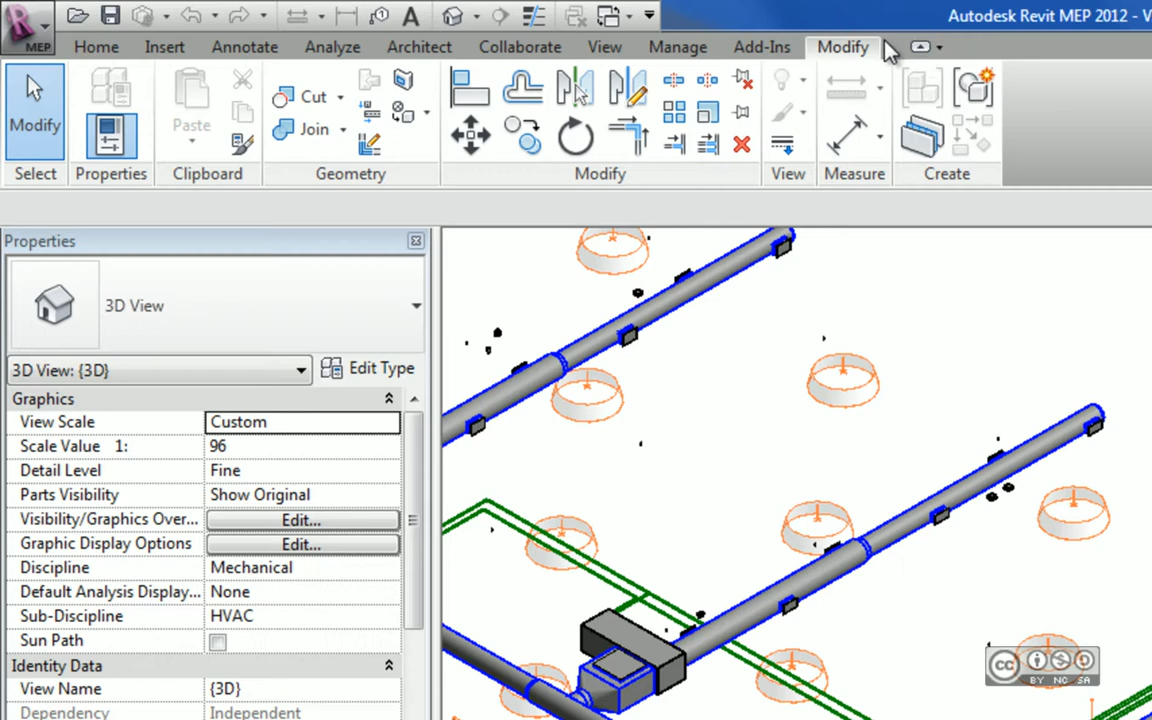 Autodesk Revit MEP 2012 - V
MEP
Home Insert Annotate Analyze Architect Collaborate View Manage Add-Ins Modify
Modify
Paste
Cut
Join
Select Properties Clipboard Geometry Modify View Measure Create
Properties
3D View
3D View: {3D} Edit Type
Graphics
View Scale Custom
Scale Value 1: 96
Detail Level Fine
Parts Visibility Show Original
Visibility/Graphics Over... Edit...
Graphic Display Options Edit...
Discipline Mechanical
Default Analysis Display... None
Sub-Discipline HVAC
Sun Path
Identity Data
View Name {3D}
Dependency Independent
cc
BY NC SA